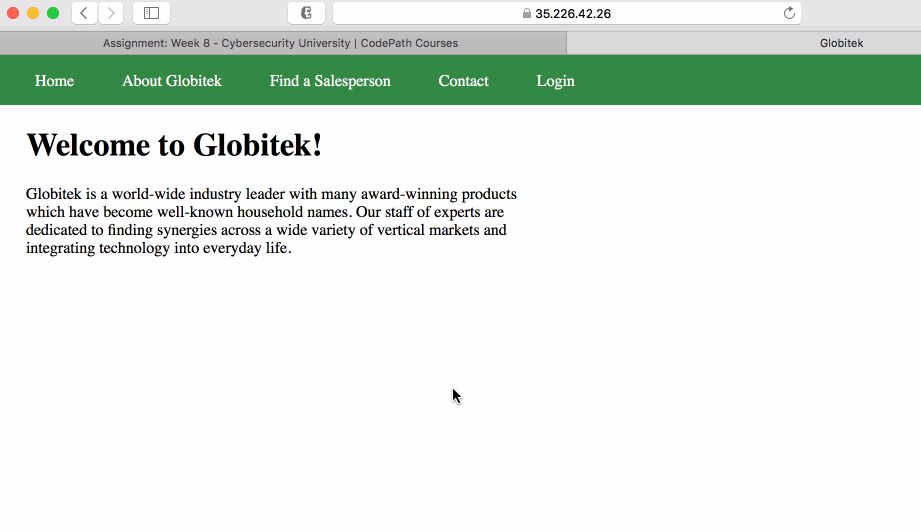 35.226.42.26
Assignment: Week 8 - Cybersecurity University | CodePath Courses
Globitek
Home About Globitek Find a Salesperson Contact Login
Welcome to Globitek!
Globitek is a world-wide industry leader with many award-winning products
which have become well-known household names. Our staff of experts are
dedicated to finding synergies across a wide variety of vertical markets and
integrating technology into everyday life.